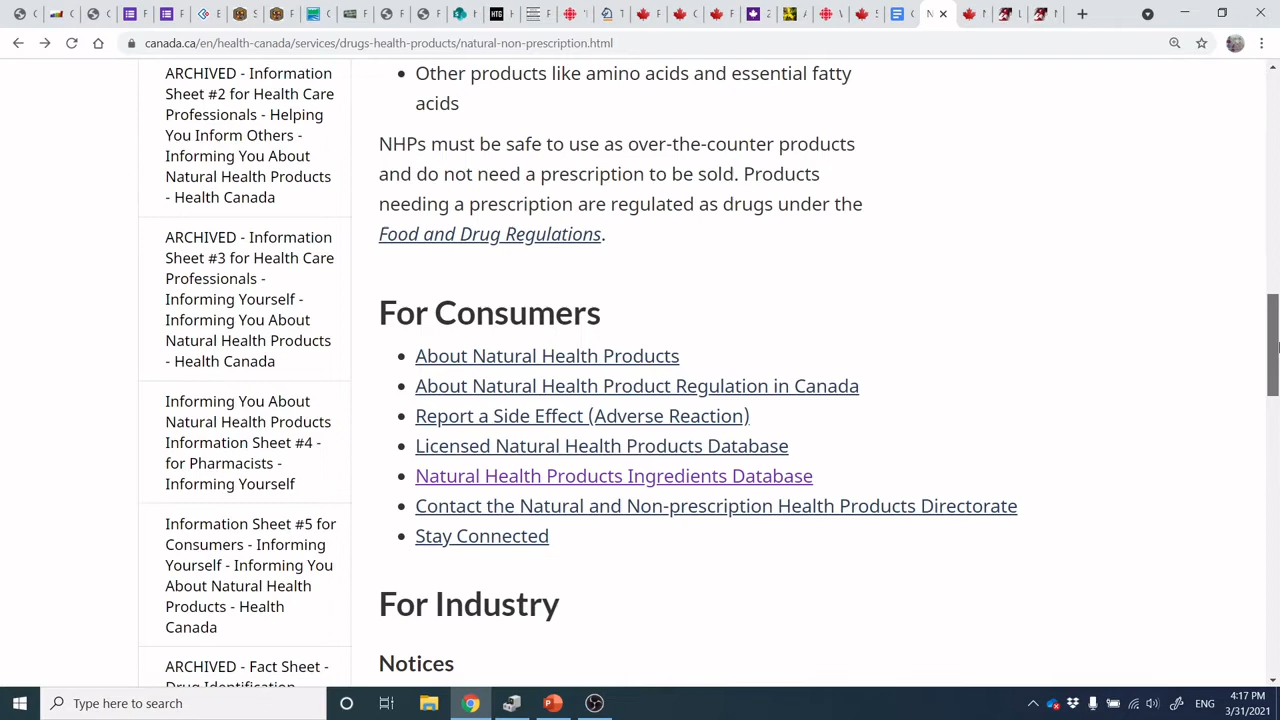 canada.ca/en/health-canada/services/drugs-health-products/natural-non-prescription.html
ARCHIVED - Information
Sheet #2 for Health Care
Professionals - Helping
You Inform Others -
Informing You About
Natural Health Products
- Health Canada
ARCHIVED - Information
Sheet #3 for Health Care
Professionals -
Informing Yourself -
Informing You About
Natural Health Products
- Health Canada
Informing You About
Natural Health Products
Information Sheet #4 -
for Pharmacists -
Informing Yourself
Information Sheet #5 for
Consumers - Informing
Yourself - Informing You
About Natural Health
Products - Health
Canada
ARCHIVED - Fact Sheet -
Drug Identification
• Other products like amino acids and essential fatty
acids
NHPs must be safe to use as over-the-counter products
and do not need a prescription to be sold. Products
needing a prescription are regulated as drugs under the
Food and Drug Regulations.
For Consumers
• About Natural Health Products
• About Natural Health Product Regulation in Canada
• Report a Side Effect (Adverse Reaction)
• Licensed Natural Health Products Database
• Natural Health Products Ingredients Database
• Contact the Natural and Non-prescription Health Products Directorate
• Stay Connected
For Industry
Notices
Type here to search
ENG
4:17 PM
3/31/2021